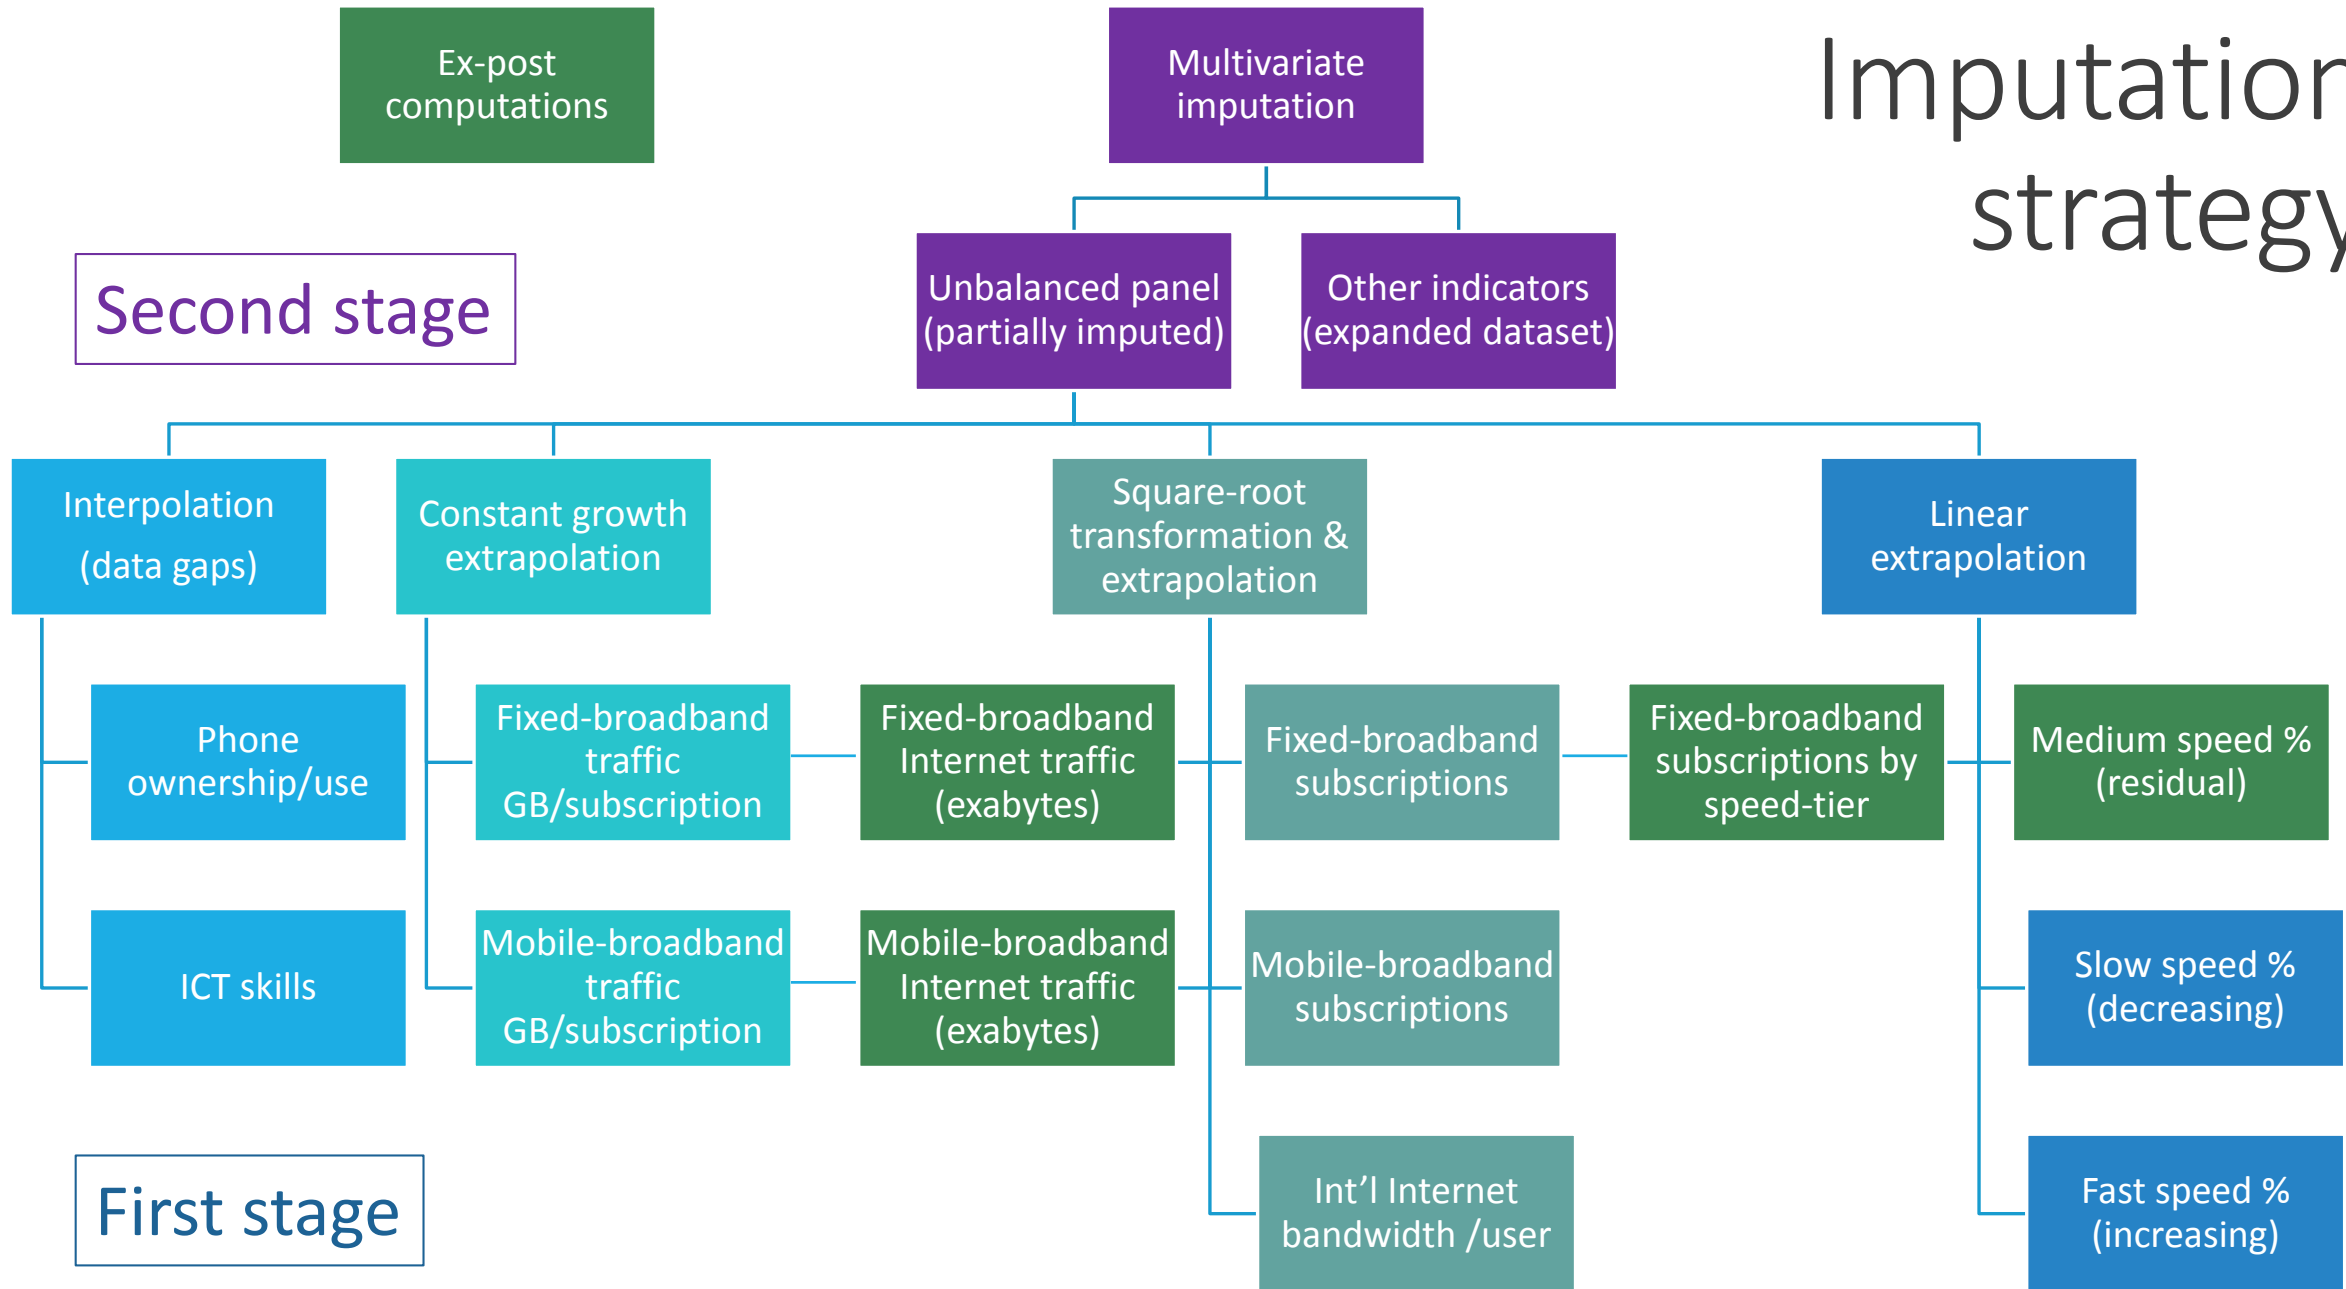 Imputation
strategy
Ex-post
computations
Multivariate
imputation
Second stage
Unbalanced panel
(partially imputed)
Other indicators
(expanded dataset)
Interpolation
(data gaps)
Constant growth
extrapolation
Square-root
transformation &
extrapolation
Linear
extrapolation
Phone
ownership/use
Fixed-broadband
traffic
GB/subscription
Fixed-broadband
Internet traffic
(exabytes)
Fixed-broadband
subscriptions
Fixed-broadband
subscriptions by
speed-tier
Medium speed %
(residual)
ICT skills
Mobile-broadband
traffic
GB/subscription
Mobile-broadband
Internet traffic
(exabytes)
Mobile-broadband
subscriptions
Slow speed %
(decreasing)
First stage
Int'l Internet
bandwidth /user
Fast speed %
(increasing)